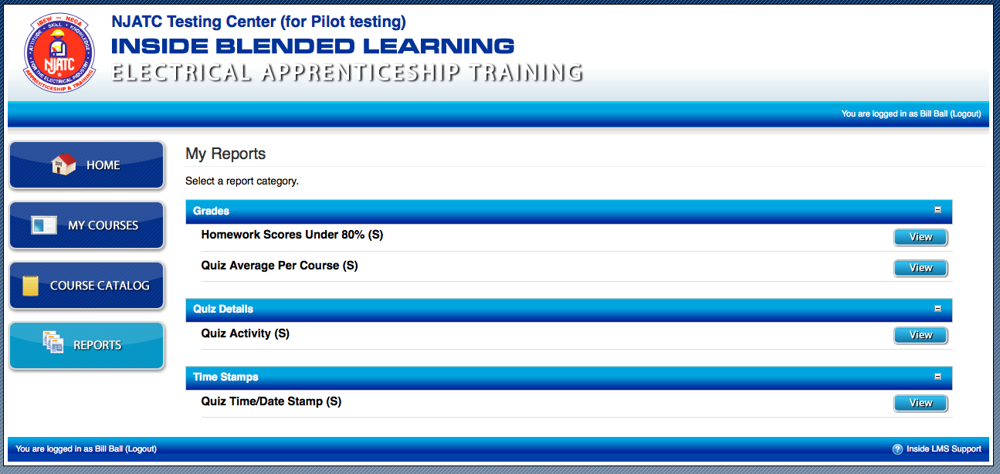 NJATC Testing Center (for Pilot testing)
INSIDE BLENDED LEARNING
ELECTRICAL APPRENTICESHIP TRAINING
IBEW — NECA
ATTITUDE • SKILL • KNOWLEDGE
NJATC
FOR THE ELECTRICAL INDUSTRY
APPRENTICESHIP & TRAINING
You are logged in as Bill Ball (Logout)
HOME
MY COURSES
COURSE CATALOG
REPORTS
My Reports
Select a report category.
Grades
Homework Scores Under 80% (S) View
Quiz Average Per Course (S) View
Quiz Details
Quiz Activity (S) View
Time Stamps
Quiz Time/Date Stamp (S) View
You are logged in as Bill Ball (Logout) ? Inside LMS Support